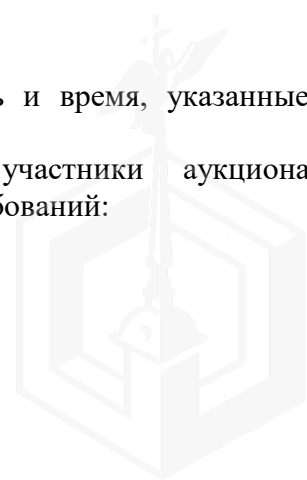 и время, указанные
участники аукциона
бований: